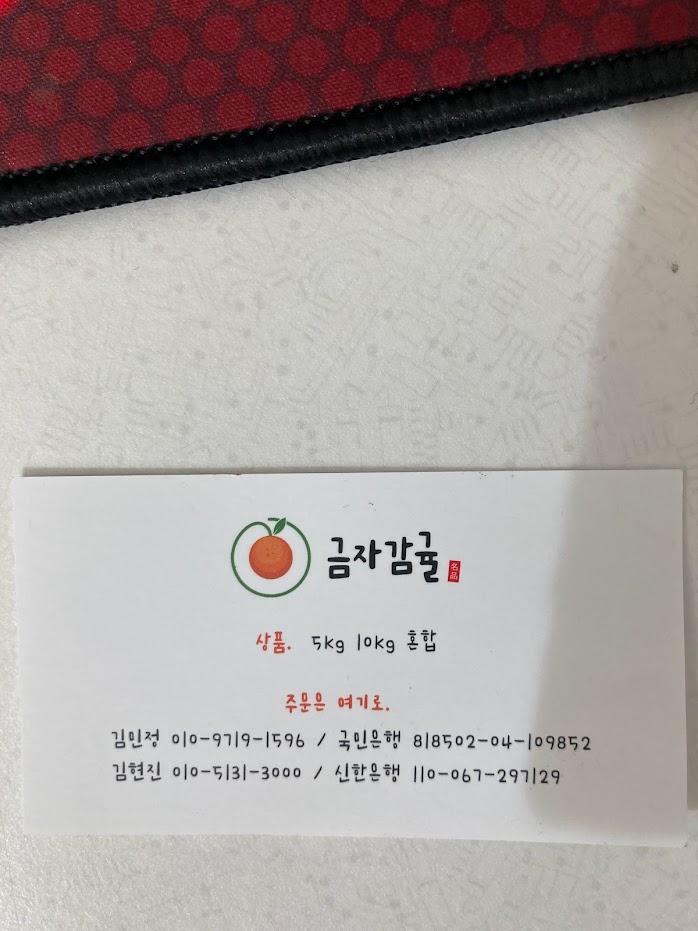 금자감귤 名品
상품. 5kg 10kg 혼합
주문은 여기로.
김민정 010-9719-1596 / 국민은행 818502-04-109852
김현진 010-5131-3000 / 신한은행 110-067-297129